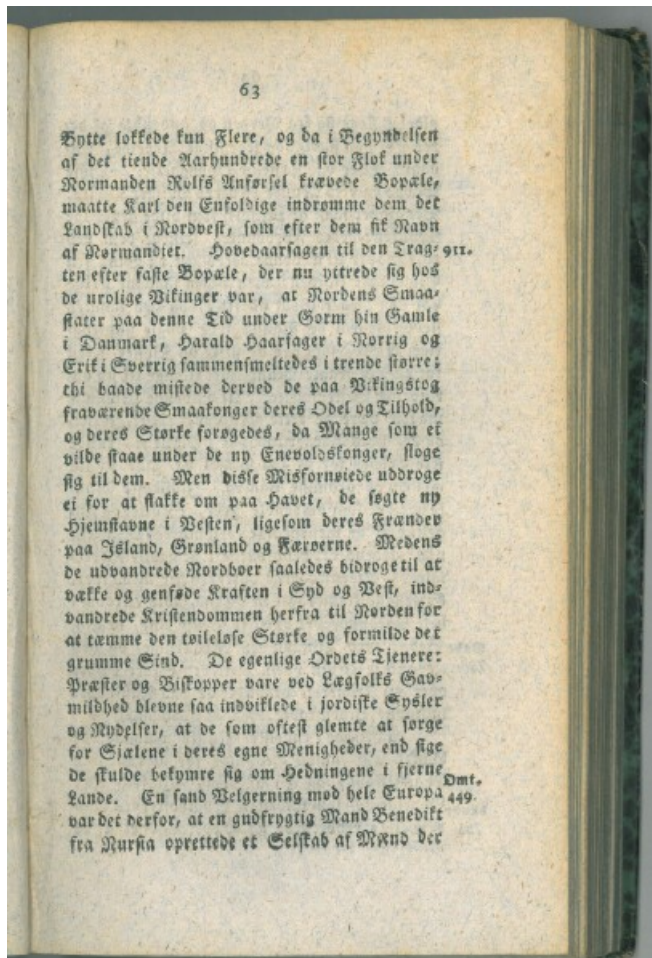 63
Bytte lokkede kun Flere, og da i Begyndelsen
af det tiende Aarhundrede en stor Flok under
Normanden Rolfs Anførsel krævede Bopæle,
maatte Karl den Enfoldige indrømme dem det
Landskab i Nordvest, som efter dem fik Navn
af Normandiet. Hovedaarsagen til den Trag- 911.
ten efter faste Bopæle, der nu yttrede sig hos
de urolige Vikinger var, at Nordens Smaa-
stater paa denne Tid under Gorm hin Gamle
i Danmark, Harald Haarfager i Norrig og
Erik i Sverrig sammensmeltedes i trende større;
thi baade mistede derved de paa Vikingstog
fraværende Smaakonger deres Odel og Tilhold,
og deres Størke forøgedes, da Mange som ei
vilde staae under de ny Enevoldskonger, sloge
sig til dem. Men disse Misfornøiede uddroge
ei for at flakke om paa Havet, de søgte ny
Hjemstavne i Vesten, ligesom deres Frænder
paa Island, Grønland og Færøerne. Medens
de udvandrede Nordboer saaledes bidroge til at
vække og genføde Kraften i Syd og Vest, ind-
vandrede Kristendommen herfra til Norden for
at tæmme den tøileløse Størke og formilde det
grumme Sind. De egenlige Ordets Tjenere:
Præster og Biskopper vare ved Lægfolks Gav-
mildhed blevne saa indviklede i jordiske Sysler
og Nydelser, at de som oftest glemte at sørge
for Sjælene i deres egne Menigheder, end sige
de skulde bekymre sig om Hedningene i fjerne
Lande. En sand Velgerning mod hele Europa Omt.
var det derfor, at en gudfrygtig Mand Benedikt 449.
fra Nursia oprettede et Selskab af Mænd der